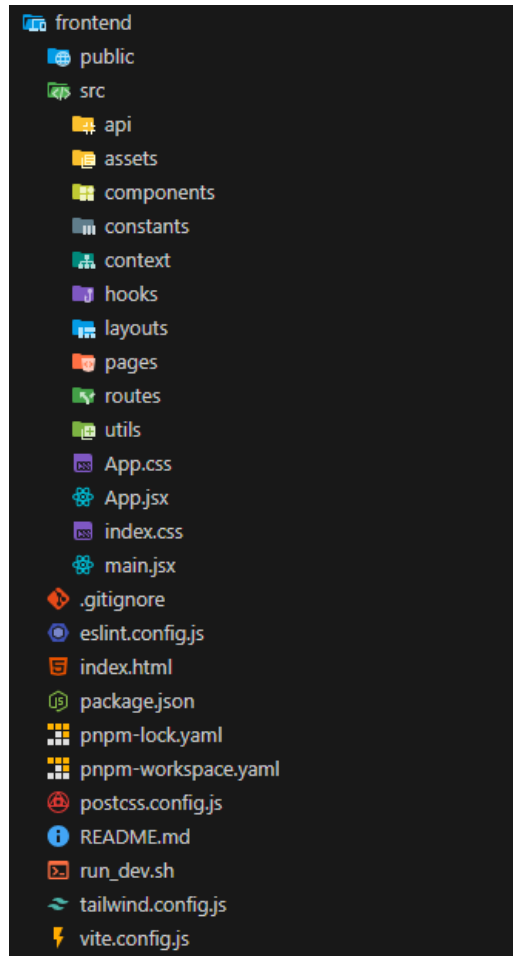 frontend
public
src
api
assets
components
constants
context
hooks
layouts
pages
routes
utils
App.css
App.jsx
index.css
main.jsx
.gitignore
eslint.config.js
index.html
package.json
pnpm-lock.yaml
pnpm-workspace.yaml
postcss.config.js
README.md
run_dev.sh
tailwind.config.js
vite.config.js